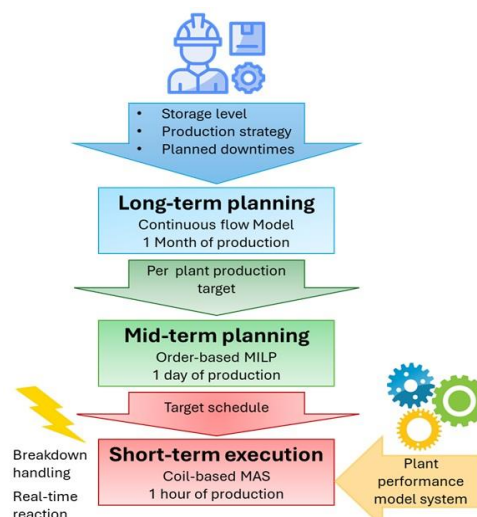 • Storage level
• Production strategy
• Planned downtimes
Long-term planning
Continuous flow Model
1 Month of production
Per plant production
target
Mid-term planning
Order-based MILP
1 day of production
Target schedule
Short-term execution
Coil-based MAS
1 hour of production
Breakdown
handling
Real-time
reaction
Plant
performance
model system